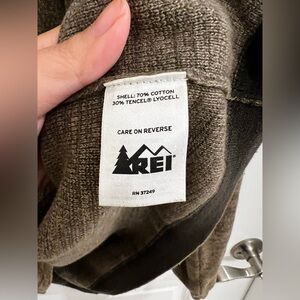 SHELL: 70% COTTON
30% TENCEL® LYOCELL
CARE ON REVERSE
REI
RN 37249